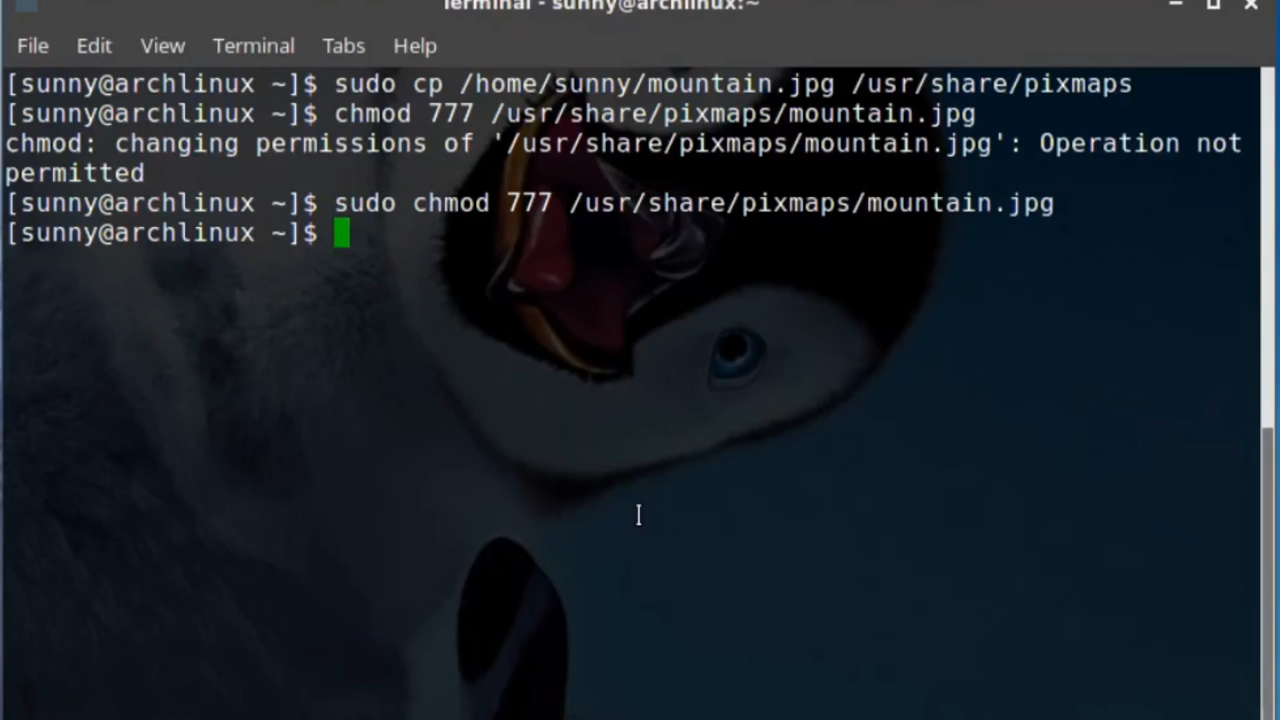 Terminal - sunny@archlinux:~
File Edit View Terminal Tabs Help
[sunny@archlinux ~]$ sudo cp /home/sunny/mountain.jpg /usr/share/pixmaps
[sunny@archlinux ~]$ chmod 777 /usr/share/pixmaps/mountain.jpg
chmod: changing permissions of '/usr/share/pixmaps/mountain.jpg': Operation not
permitted
[sunny@archlinux ~]$ sudo chmod 777 /usr/share/pixmaps/mountain.jpg
[sunny@archlinux ~]$